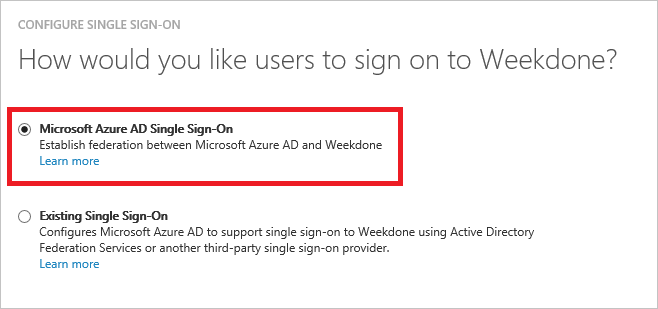 CONFIGURE SINGLE SIGN-ON
How would you like users to sign on to Weekdone?
Microsoft Azure AD Single Sign-On
Establish federation between Microsoft Azure AD and Weekdone
Learn more
Existing Single Sign-On
Configures Microsoft Azure AD to support single sign-on to Weekdone using Active Directory
Federation Services or another third-party single sign-on provider.
Learn more